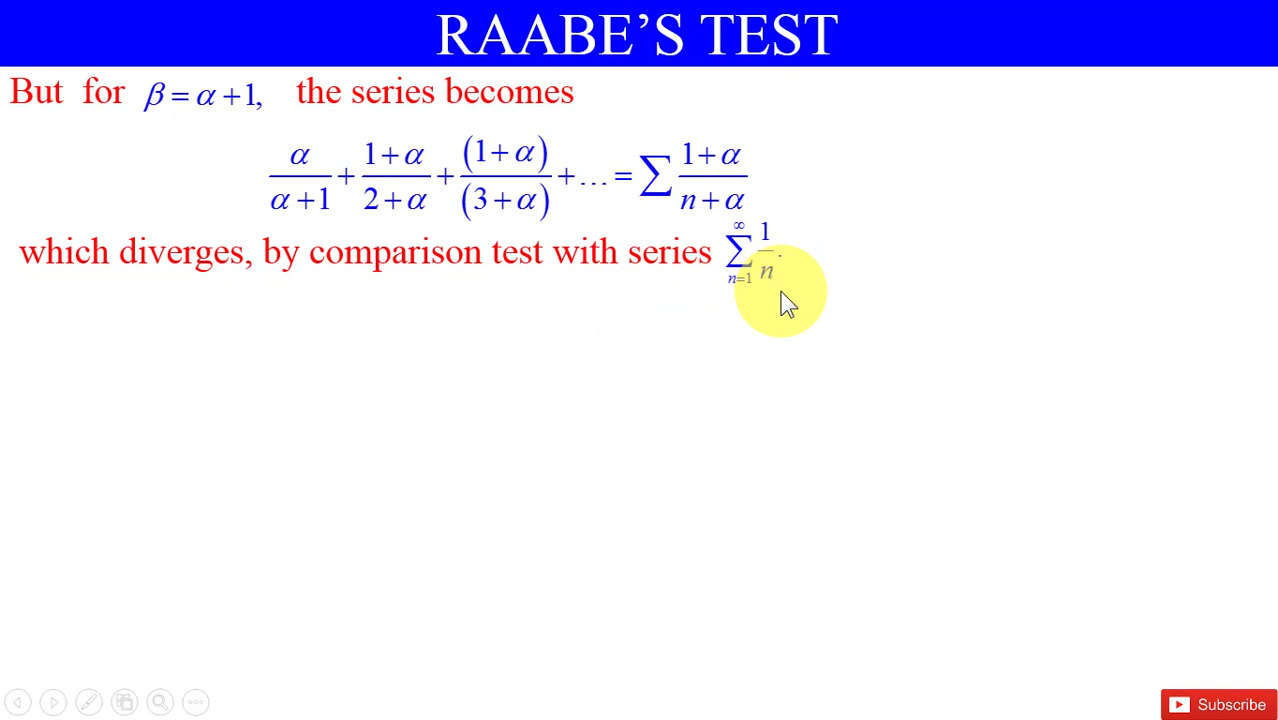 RAABE'S TEST
But for β = α + 1, the series becomes
α/(α + 1) + (1 + α)/(2 + α) + (1 + α)/(3 + α) + … = ∑ (1 + α)/(n + α)
which diverges, by comparison test with series ∑_{n=1}^{∞} 1/n.
Subscribe